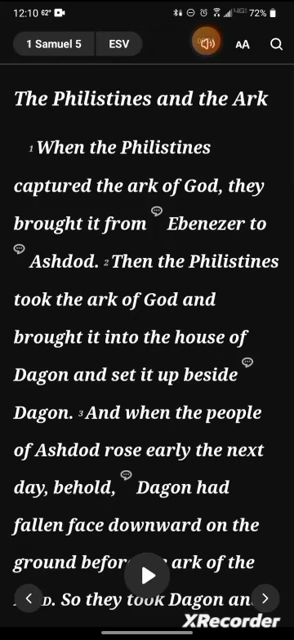 12:10 62°
72%
1 Samuel 5 ESV
AA
The Philistines and the Ark
1 When the Philistines
captured the ark of God, they
brought it from Ebenezer to
Ashdod. 2 Then the Philistines
took the ark of God and
brought it into the house of
Dagon and set it up beside
Dagon. 3 And when the people
of Ashdod rose early the next
day, behold, Dagon had
fallen face downward on the
ground ark of the
So they took Dagon
XRecorder